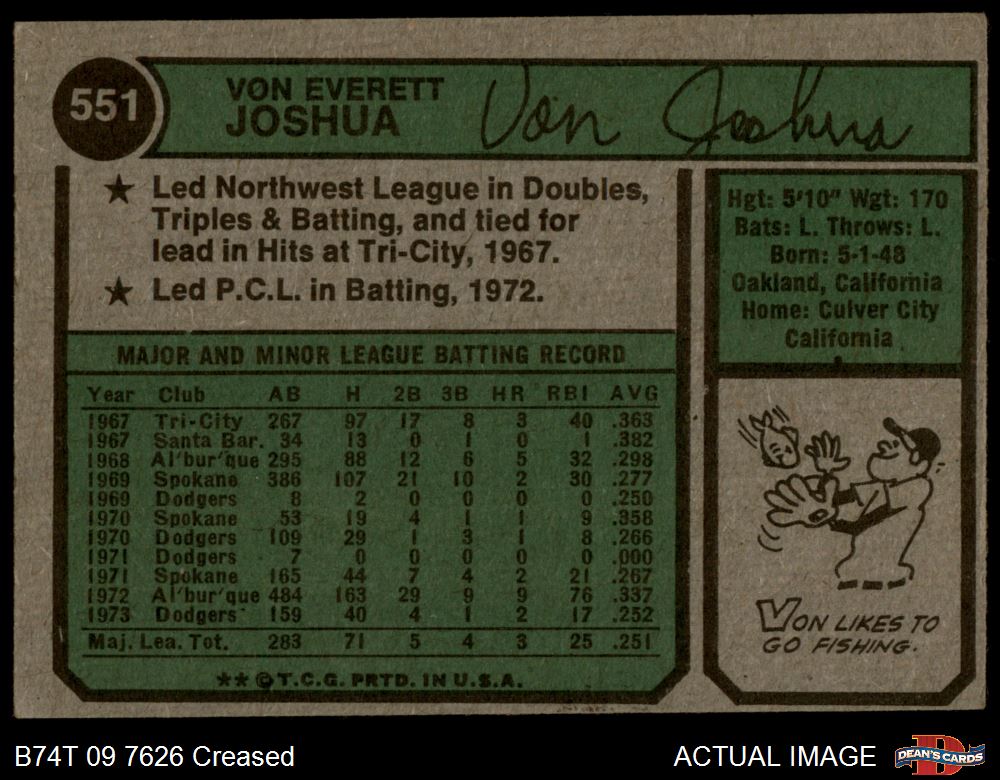 551
VON EVERETT
JOSHUA
Von Joshua
★ Led Northwest League in Doubles,
Triples & Batting, and tied for
lead in Hits at Tri-City, 1967.
★ Led P.C.L. in Batting, 1972.
Hgt: 5'10" Wgt: 170
Bats: L. Throws: L.
Born: 5-1-48
Oakland, California
Home: Culver City
California
MAJOR AND MINOR LEAGUE BATTING RECORD
Year Club AB H 2B 3B HR RBI AVG
1967 Tri-City 267 97 17 8 3 40 .363
1967 Santa Bar. 34 13 0 1 0 1 .382
1968 Al'bur'que 295 88 12 6 5 32 .298
1969 Spokane 386 107 21 10 2 30 .277
1969 Dodgers 8 2 0 0 0 0 .250
1970 Spokane 53 19 4 1 1 9 .358
1970 Dodgers 109 29 1 3 1 8 .266
1971 Dodgers 7 0 0 0 0 0 .000
1971 Spokane 165 44 7 4 2 21 .267
1972 Al'bur'que 484 163 29 9 9 76 .337
1973 Dodgers 159 40 4 1 2 17 .252
Maj. Lea. Tot. 283 71 5 4 3 25 .251
★★ © T.C.G. PRTD. IN U.S.A.
VON LIKES TO
GO FISHING.
B74T 09 7626 Creased
ACTUAL IMAGE
DEAN'S CARDS